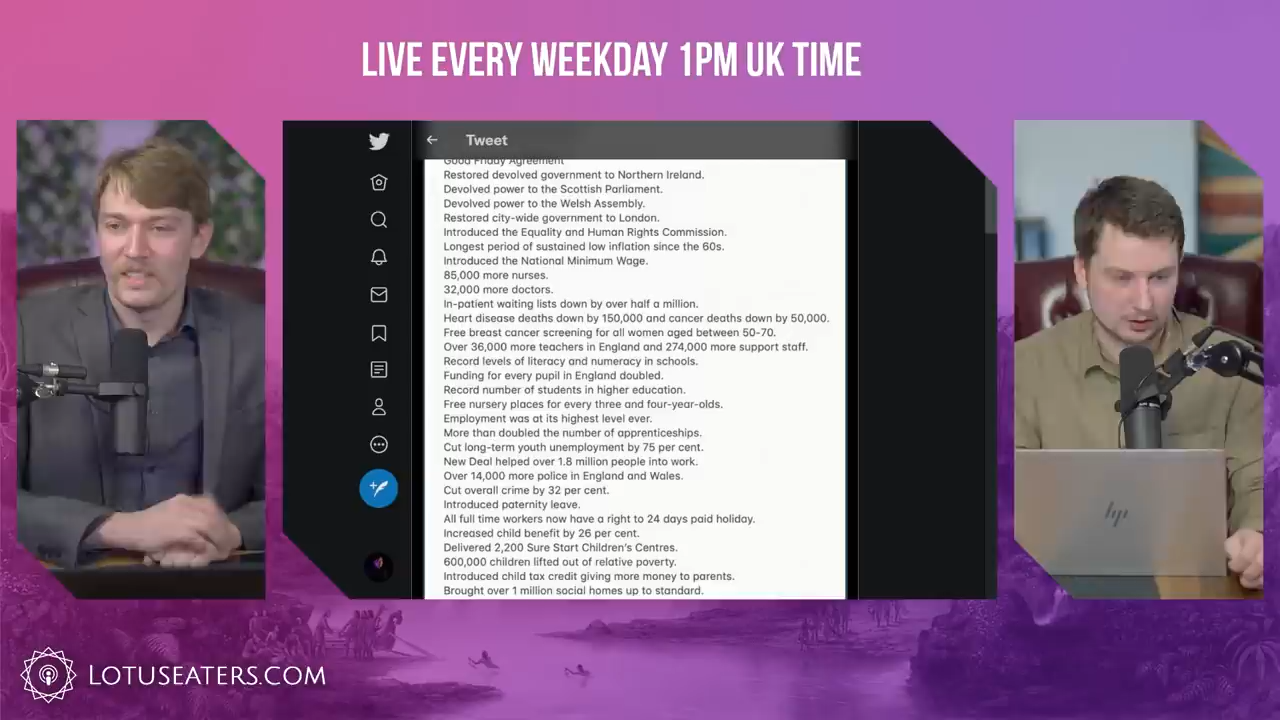 LIVE EVERY WEEKDAY 1PM UK TIME
Tweet
Good Friday Agreement
Restored devolved government to Northern Ireland.
Devolved power to the Scottish Parliament.
Devolved power to the Welsh Assembly.
Restored city-wide government to London.
Introduced the Equality and Human Rights Commission.
Longest period of sustained low inflation since the 60s.
Introduced the National Minimum Wage.
85,000 more nurses.
32,000 more doctors.
In-patient waiting lists down by over half a million.
Heart disease deaths down by 150,000 and cancer deaths down by 50,000.
Free breast cancer screening for all women aged between 50-70.
Over 36,000 more teachers in England and 274,000 more support staff.
Record levels of literacy and numeracy in schools.
Funding for every pupil in England doubled.
Record number of students in higher education.
Free nursery places for every three and four-year-olds.
Employment was at its highest level ever.
More than doubled the number of apprenticeships.
Cut long-term youth unemployment by 75 per cent.
New Deal helped over 1.8 million people into work.
Over 14,000 more police in England and Wales.
Cut overall crime by 32 per cent.
Introduced paternity leave.
All full time workers now have a right to 24 days paid holiday.
Increased child benefit by 26 per cent.
Delivered 2,200 Sure Start Children's Centres.
600,000 children lifted out of relative poverty.
Introduced child tax credit giving more money to parents.
Brought over 1 million social homes up to standard.
hp
LOTUSEATERS.COM